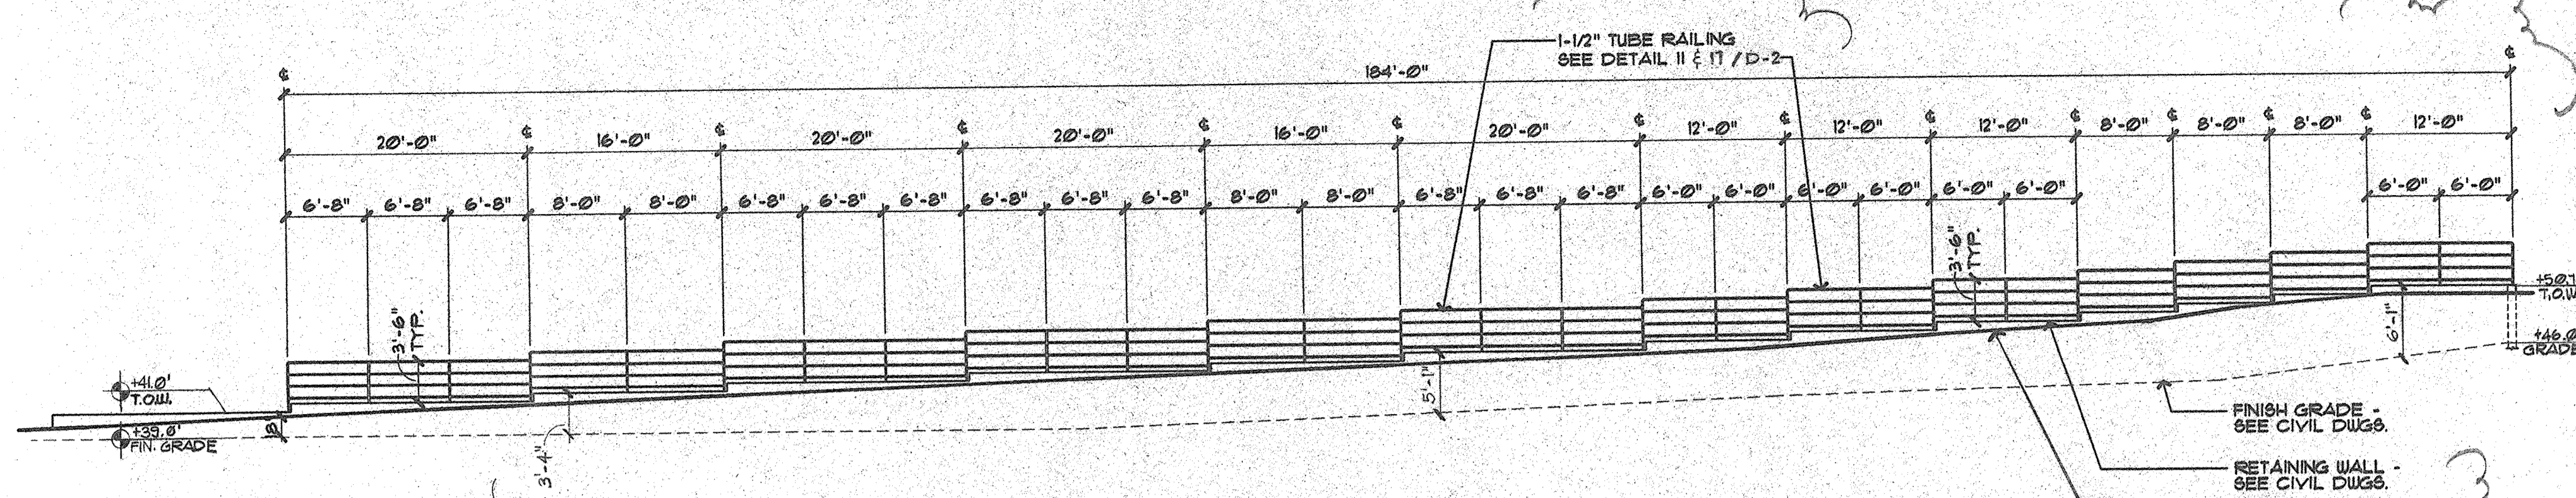 1-1/2" TUBE RAILING
SEE DETAIL 11 & 17 / D-2
184'-0"
20'-0" 16'-0" 20'-0" 20'-0" 16'-0" 20'-0" 12'-0" 12'-0" 12'-0" 8'-0" 8'-0" 8'-0" 12'-0"
6'-8" 6'-8" 6'-8" 8'-0" 8'-0" 6'-8" 6'-8" 6'-8" 6'-8" 6'-8" 6'-8" 8'-0" 8'-0" 6'-8" 6'-8" 6'-8" 6'-0" 6'-0" 6'-0" 6'-0" 6'-0" 6'-0" 6'-0" 6'-0"
3'-6"
TYP.
3'-6"
TYP.
T.O.W.
+46.0
GRADE
6'-1"
5'-1"
3'-4"
+41.0'
T.O.W.
+39.0'
FIN. GRADE
FINISH GRADE -
SEE CIVIL DWGS.
RETAINING WALL -
SEE CIVIL DWGS.